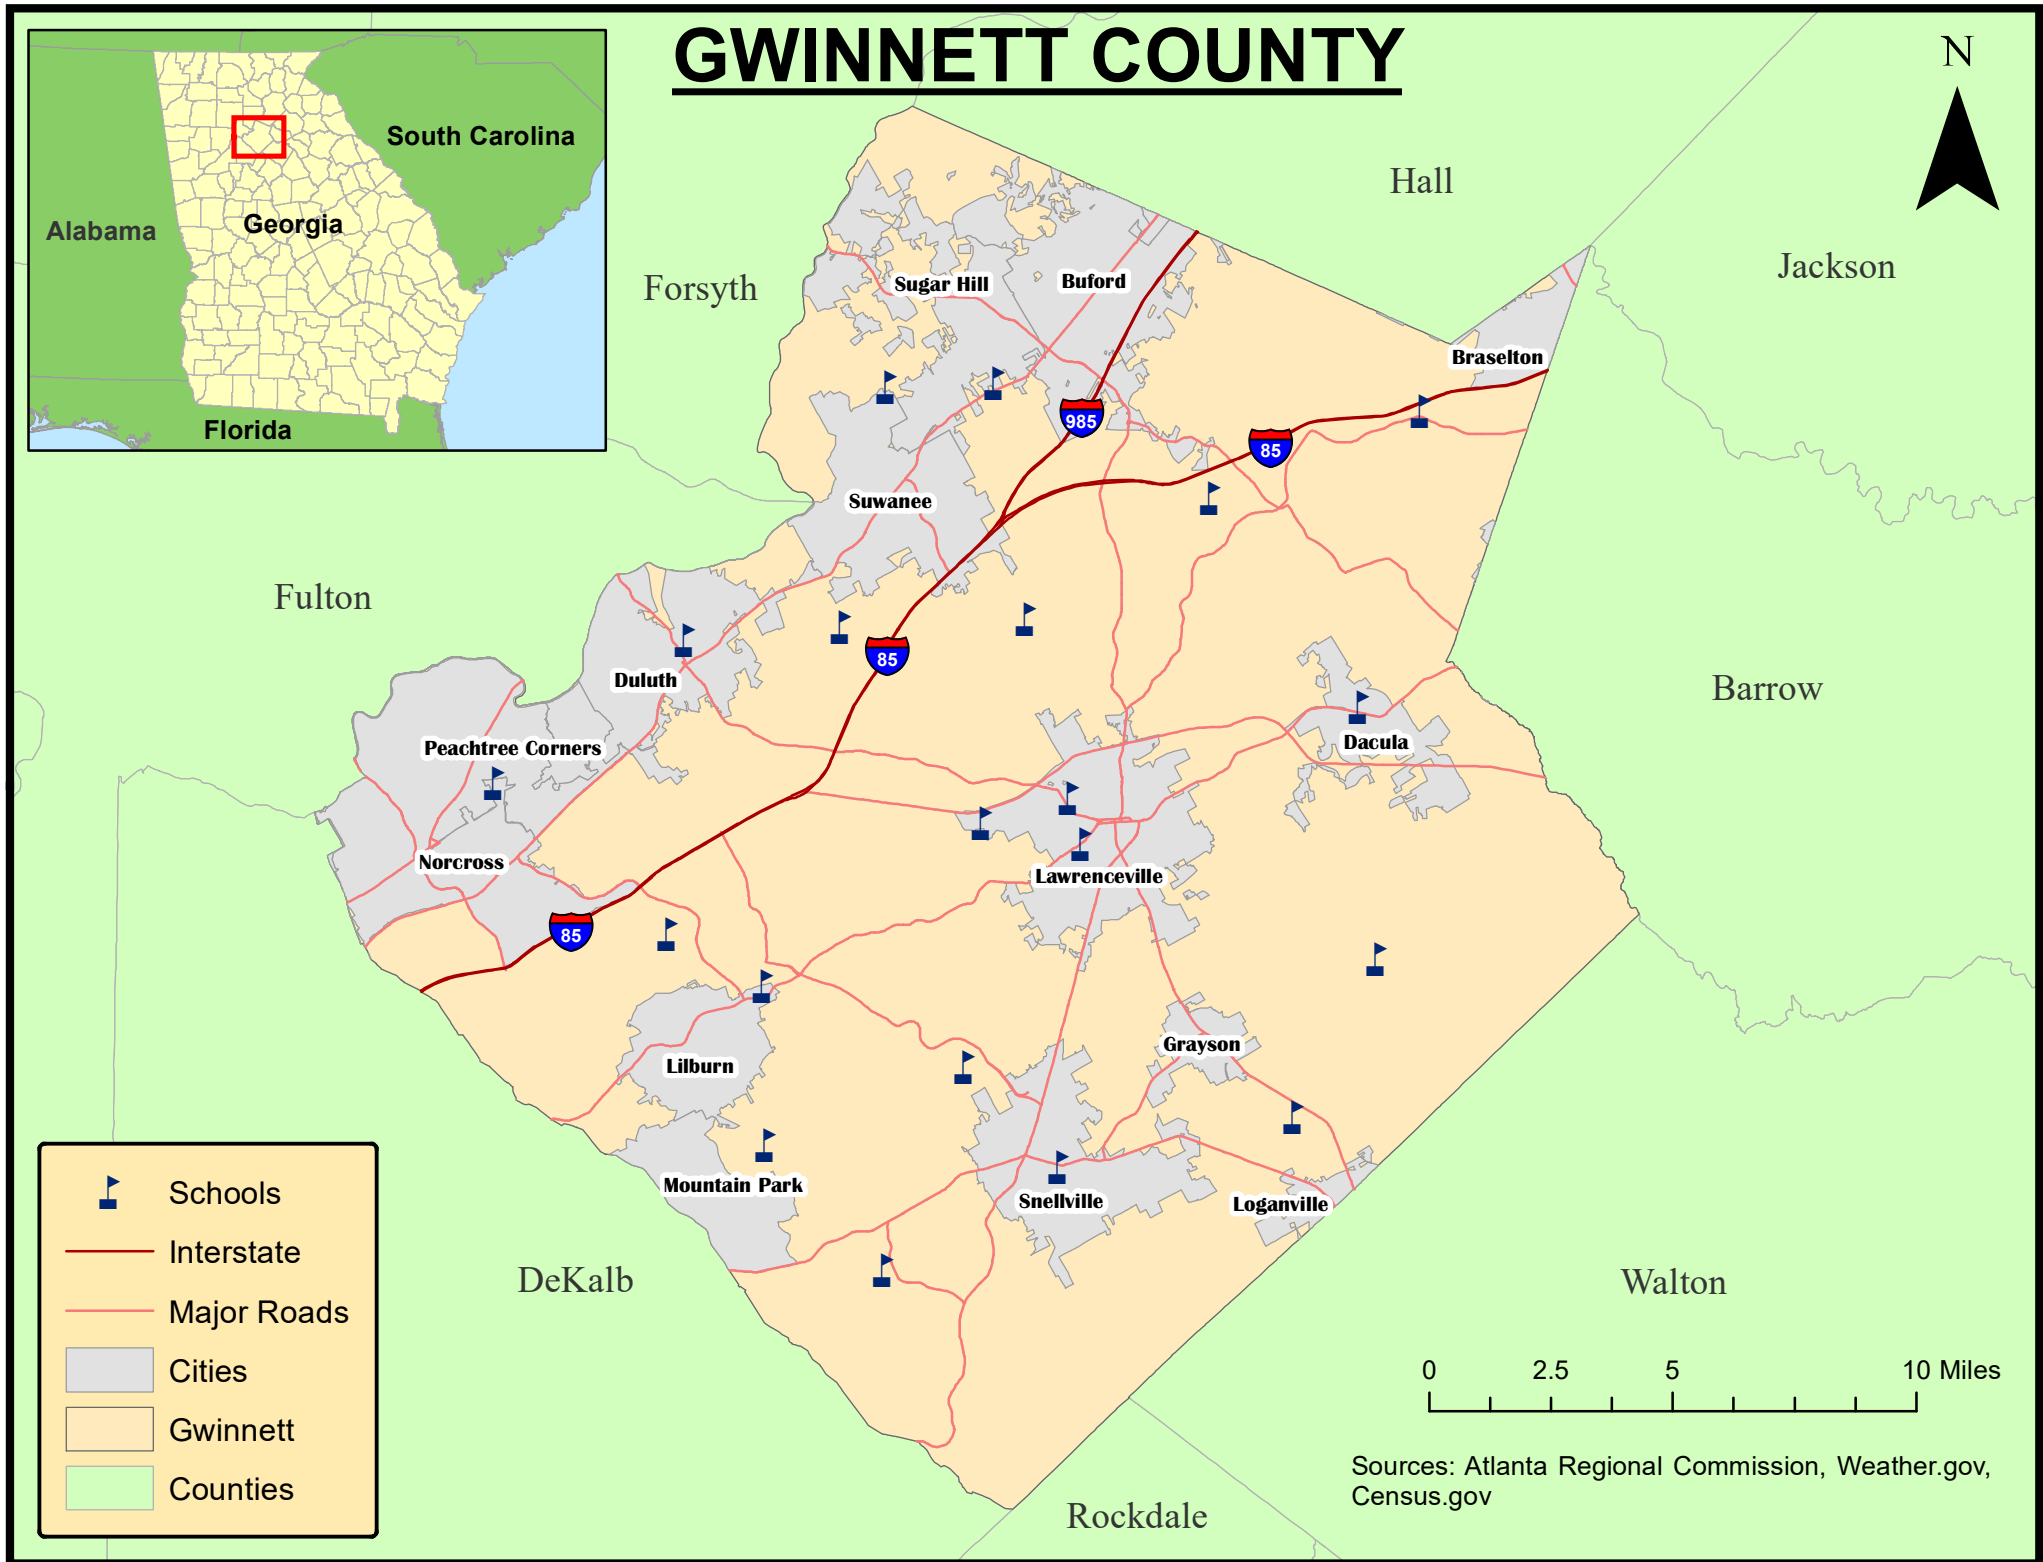 GWINNETT COUNTY
N
South Carolina
Alabama
Georgia
Florida
Hall
Jackson
Forsyth
Sugar Hill
Buford
Braselton
985
85
Suwanee
Fulton
85
Duluth
Barrow
Peachtree Corners
Dacula
Norcross
Lawrenceville
85
Grayson
Lilburn
Mountain Park
Snellville
Loganville
DeKalb
Walton
Rockdale
Schools
Interstate
Major Roads
Cities
Gwinnett
Counties
0 2.5 5 10 Miles
Sources: Atlanta Regional Commission, Weather.gov,
Census.gov